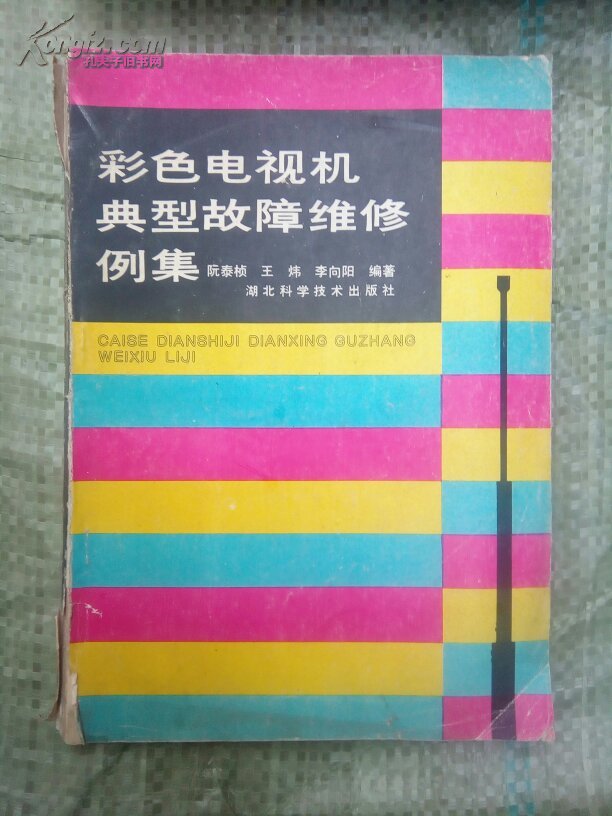 Kongfz.com
孔夫子旧书网
彩色电视机
典型故障维修
例集 阮泰桢 王炜 李向阳 编著
湖北科学技术出版社
CAISE DIANSHIJI DIANXING GUZHANG
WEIXIU LIJI